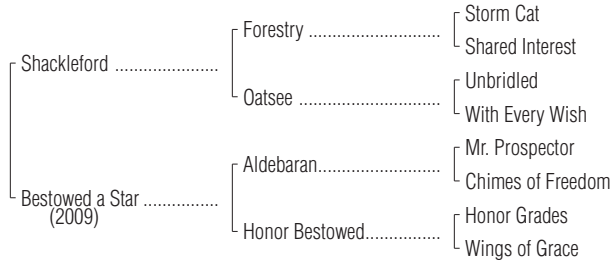 Storm Cat
Forestry ............................
Shared Interest
Shackleford ......................
Unbridled
Oatsee ..............................
With Every Wish
Mr. Prospector
Aldebaran..........................
Chimes of Freedom
Bestowed a Star ................
(2009)
Honor Grades
Honor Bestowed................
Wings of Grace